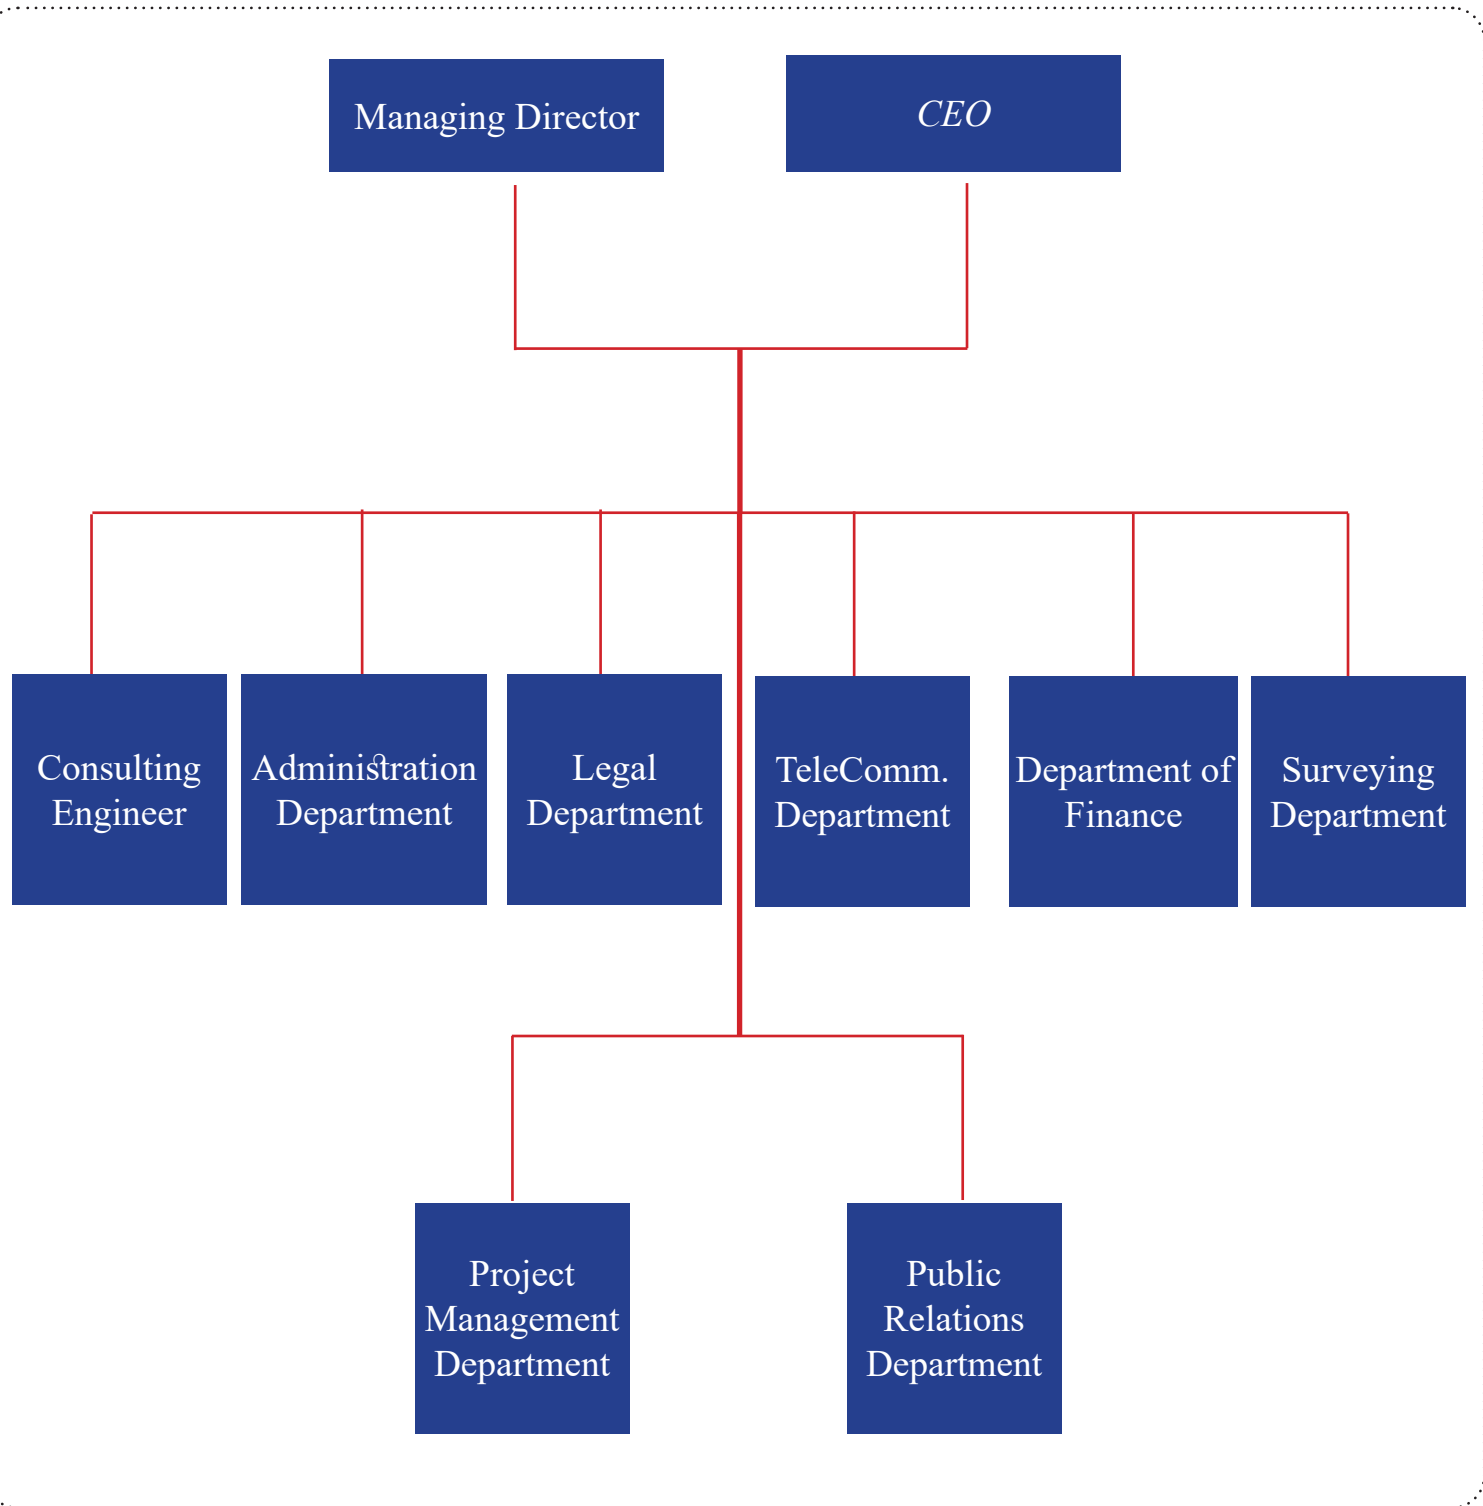 Managing Director
CEO
Consulting
Engineer
Administration
Department
Legal
Department
TeleComm.
Department
Department of
Finance
Surveying
Department
Project
Management
Department
Public
Relations
Department